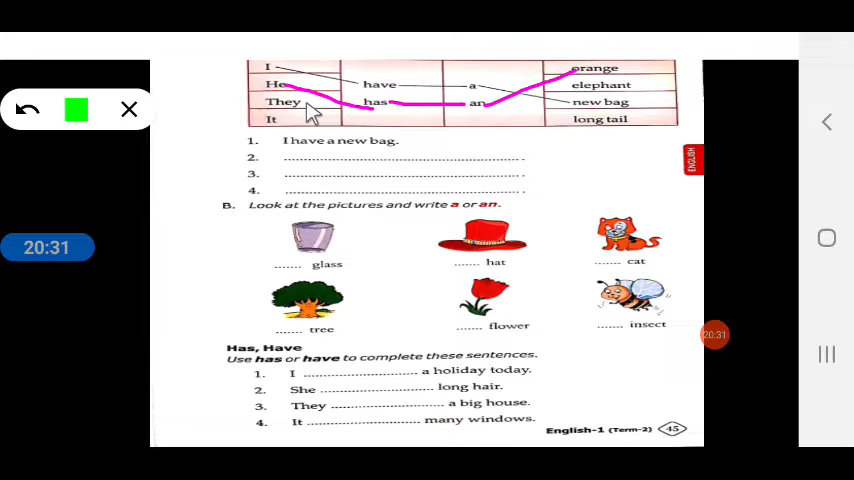 I orange
He have a elephant
They has an new bag
It long tail
1. I have a new bag.
2. ............................................................ .
3. ............................................................ .
4. ............................................................ .
ENGLISH
B. Look at the pictures and write a or an.
....... glass ....... hat ....... cat
....... tree ....... flower ....... insect
20:31
20:31
Has, Have
Use has or have to complete these sentences.
1. I ............................. a holiday today.
2. She ............................. long hair.
3. They ............................. a big house.
4. It ............................. many windows.
English-1 (Term-2) 45